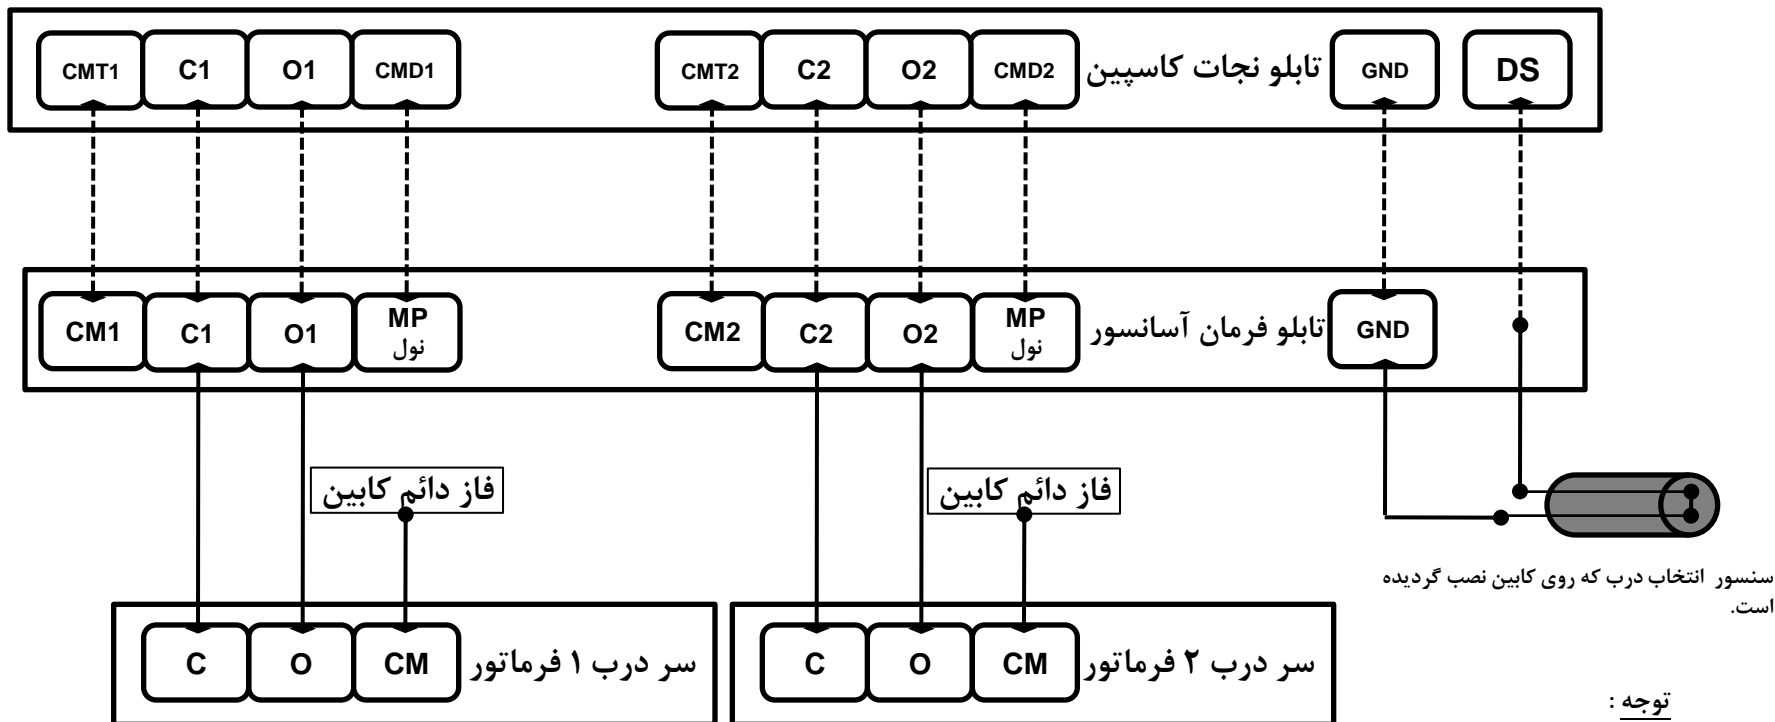 CMT1 C1 O1 CMD1 CMT2 C2 O2 CMD2 تابلو نجات کاسپین GND DS
CM1 C1 O1 MP نول CM2 C2 O2 MP نول تابلو فرمان آسانسور GND
فاز دائم کابین
فاز دائم کابین
سنسور انتخاب درب که روی کابین نصب گردیده
است.
C O CM سر درب ۱ فرماتور
C O CM سر درب ۲ فرماتور
توجه :